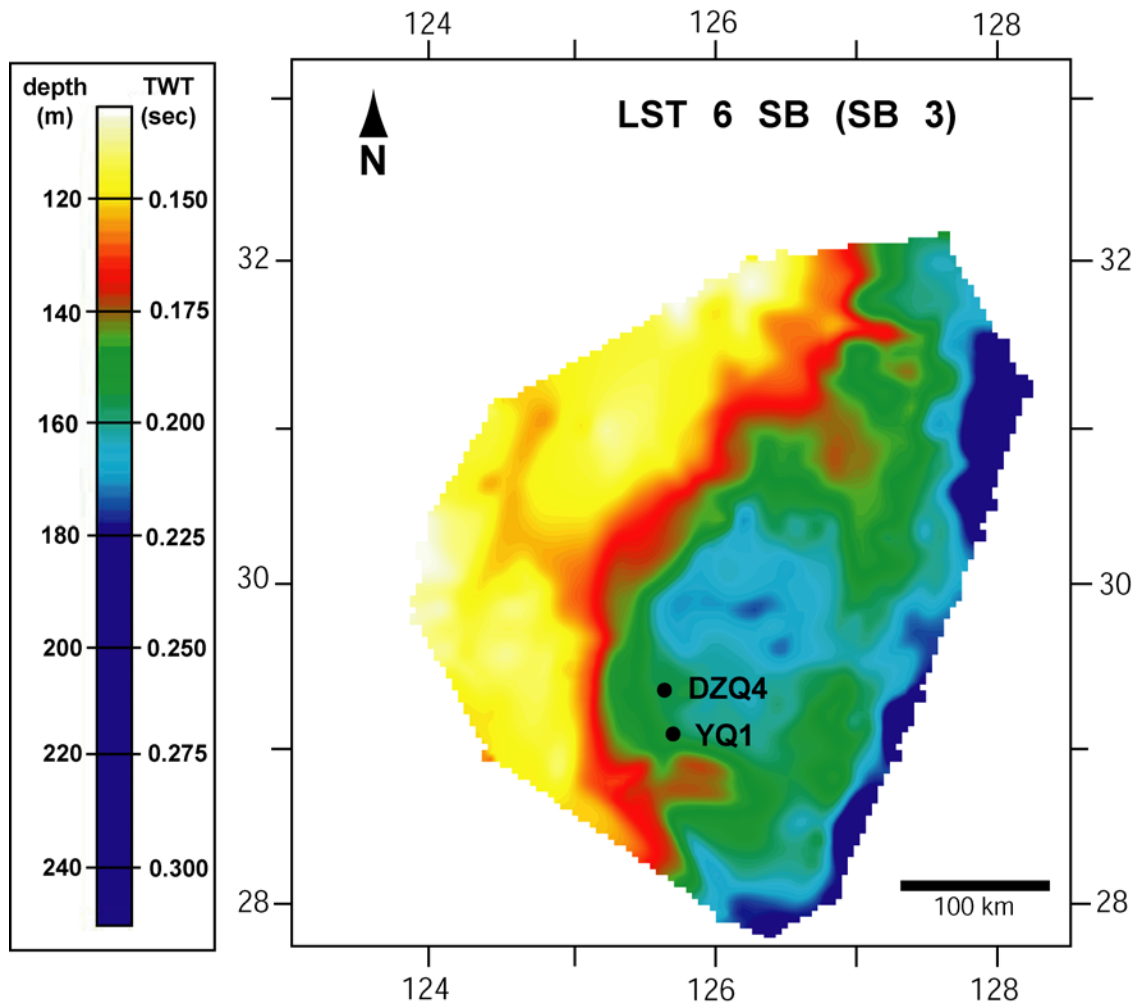 124 126 128
depth TWT
(m) (sec)
LST 6 SB (SB 3)
N
120 0.150
32 32
140 0.175
160 0.200
180 0.225
30 30
200 0.250
DZQ4
YQ1
220 0.275
240 0.300
28 28
100 km
124 126 128